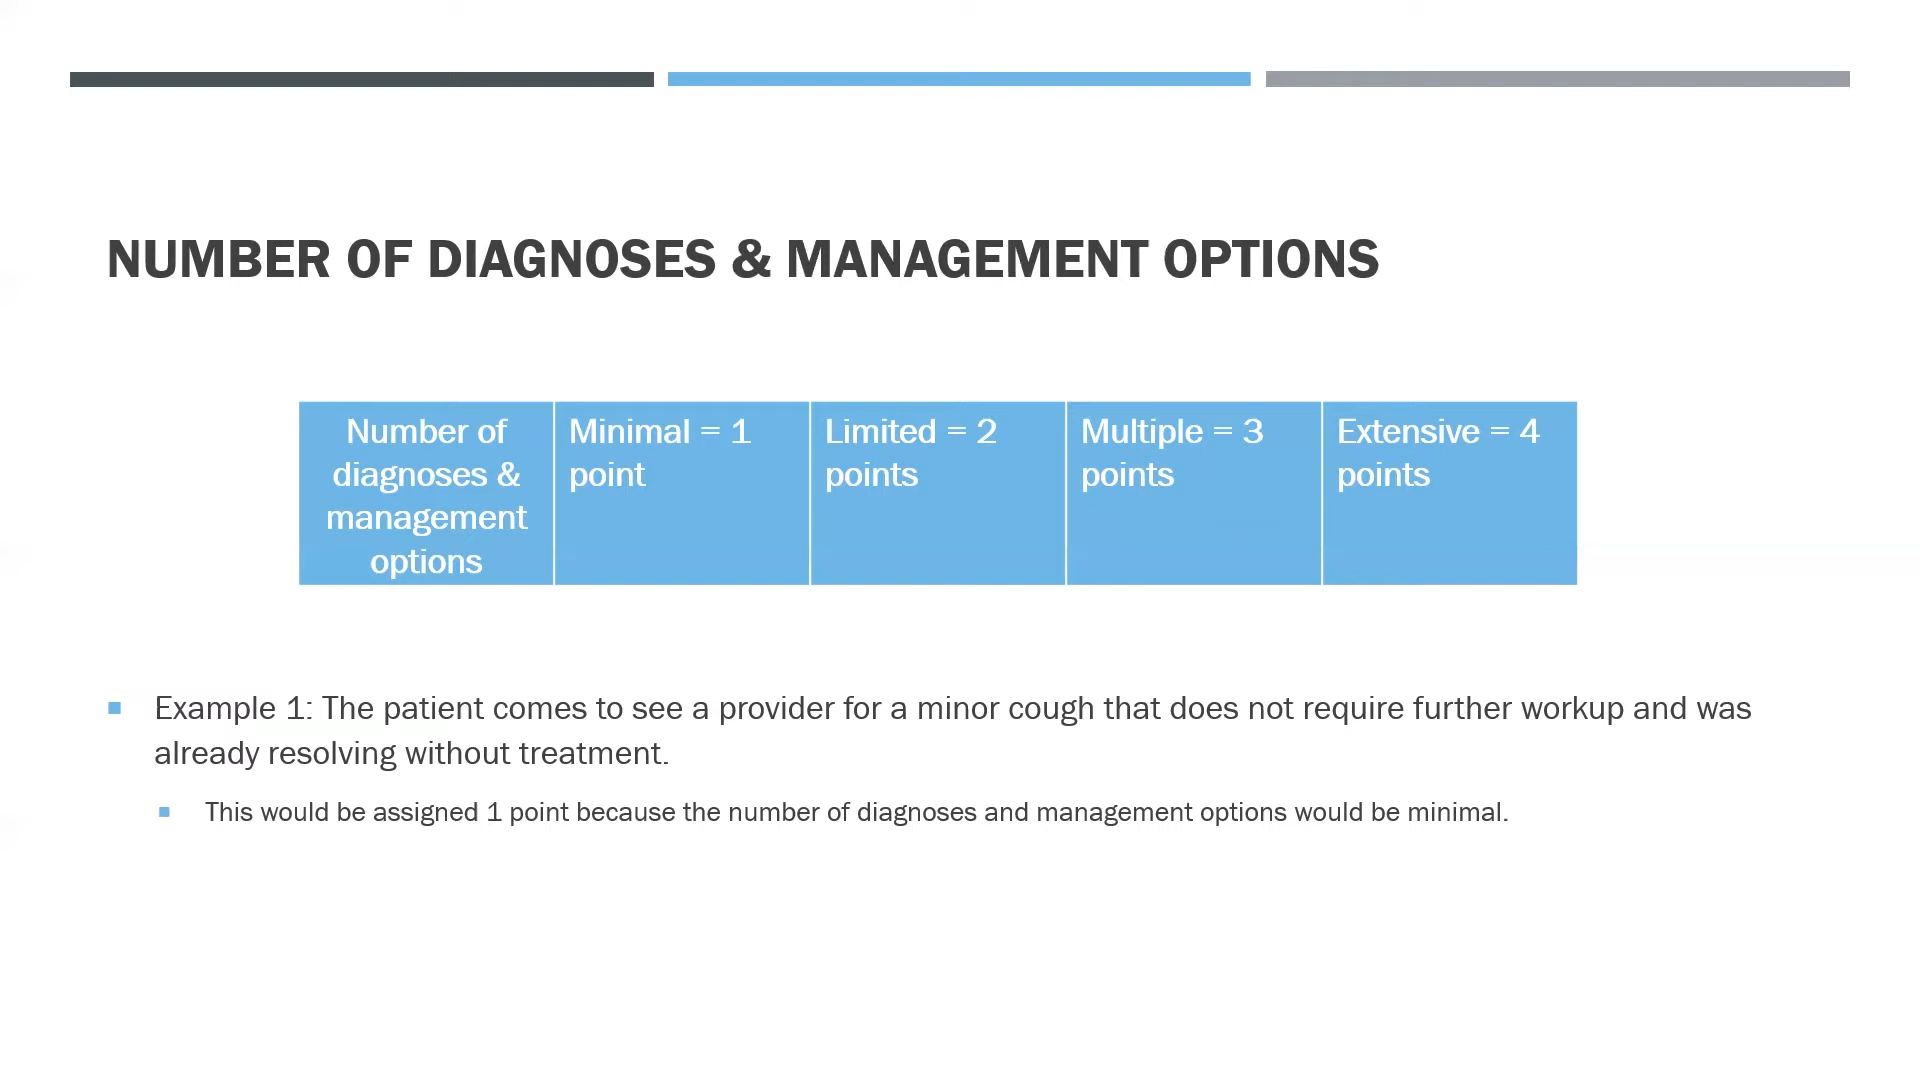 NUMBER OF DIAGNOSES & MANAGEMENT OPTIONS
Number of
diagnoses &
management
options
Minimal = 1
point
Limited = 2
points
Multiple = 3
points
Extensive = 4
points
Example 1: The patient comes to see a provider for a minor cough that does not require further workup and was
already resolving without treatment.
This would be assigned 1 point because the number of diagnoses and management options would be minimal.